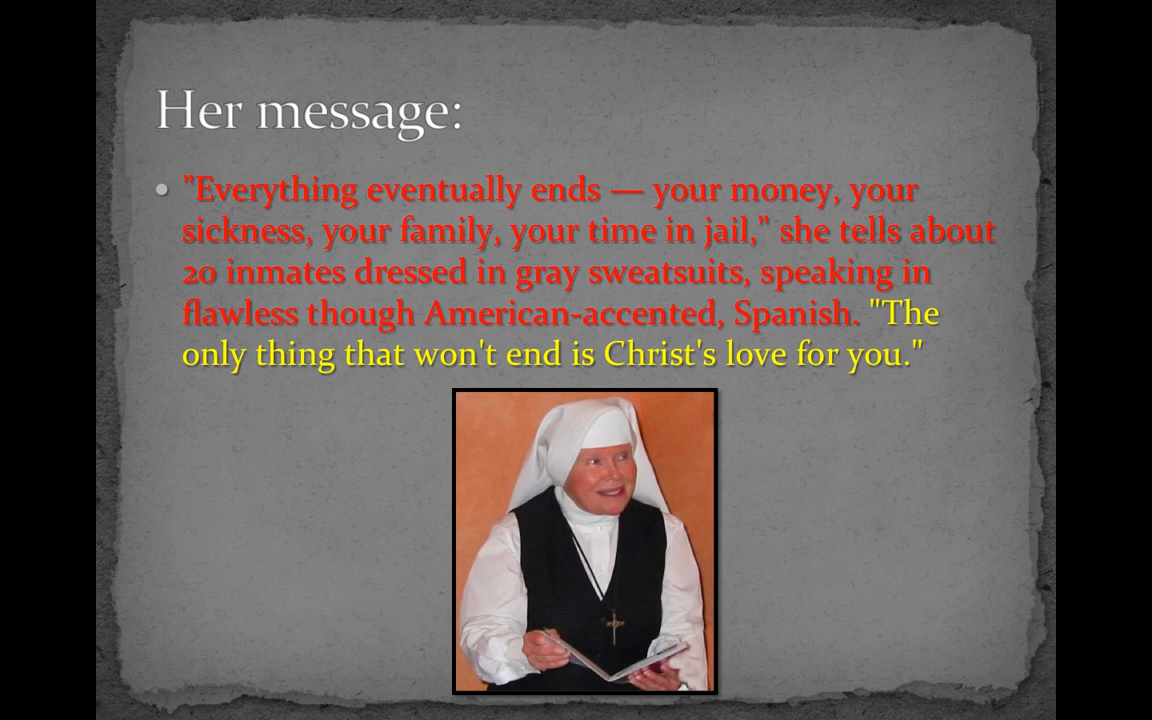 Her message:
"Everything eventually ends — your money, your
sickness, your family, your time in jail," she tells about
20 inmates dressed in gray sweatsuits, speaking in
flawless though American-accented, Spanish. "The
only thing that won't end is Christ's love for you."